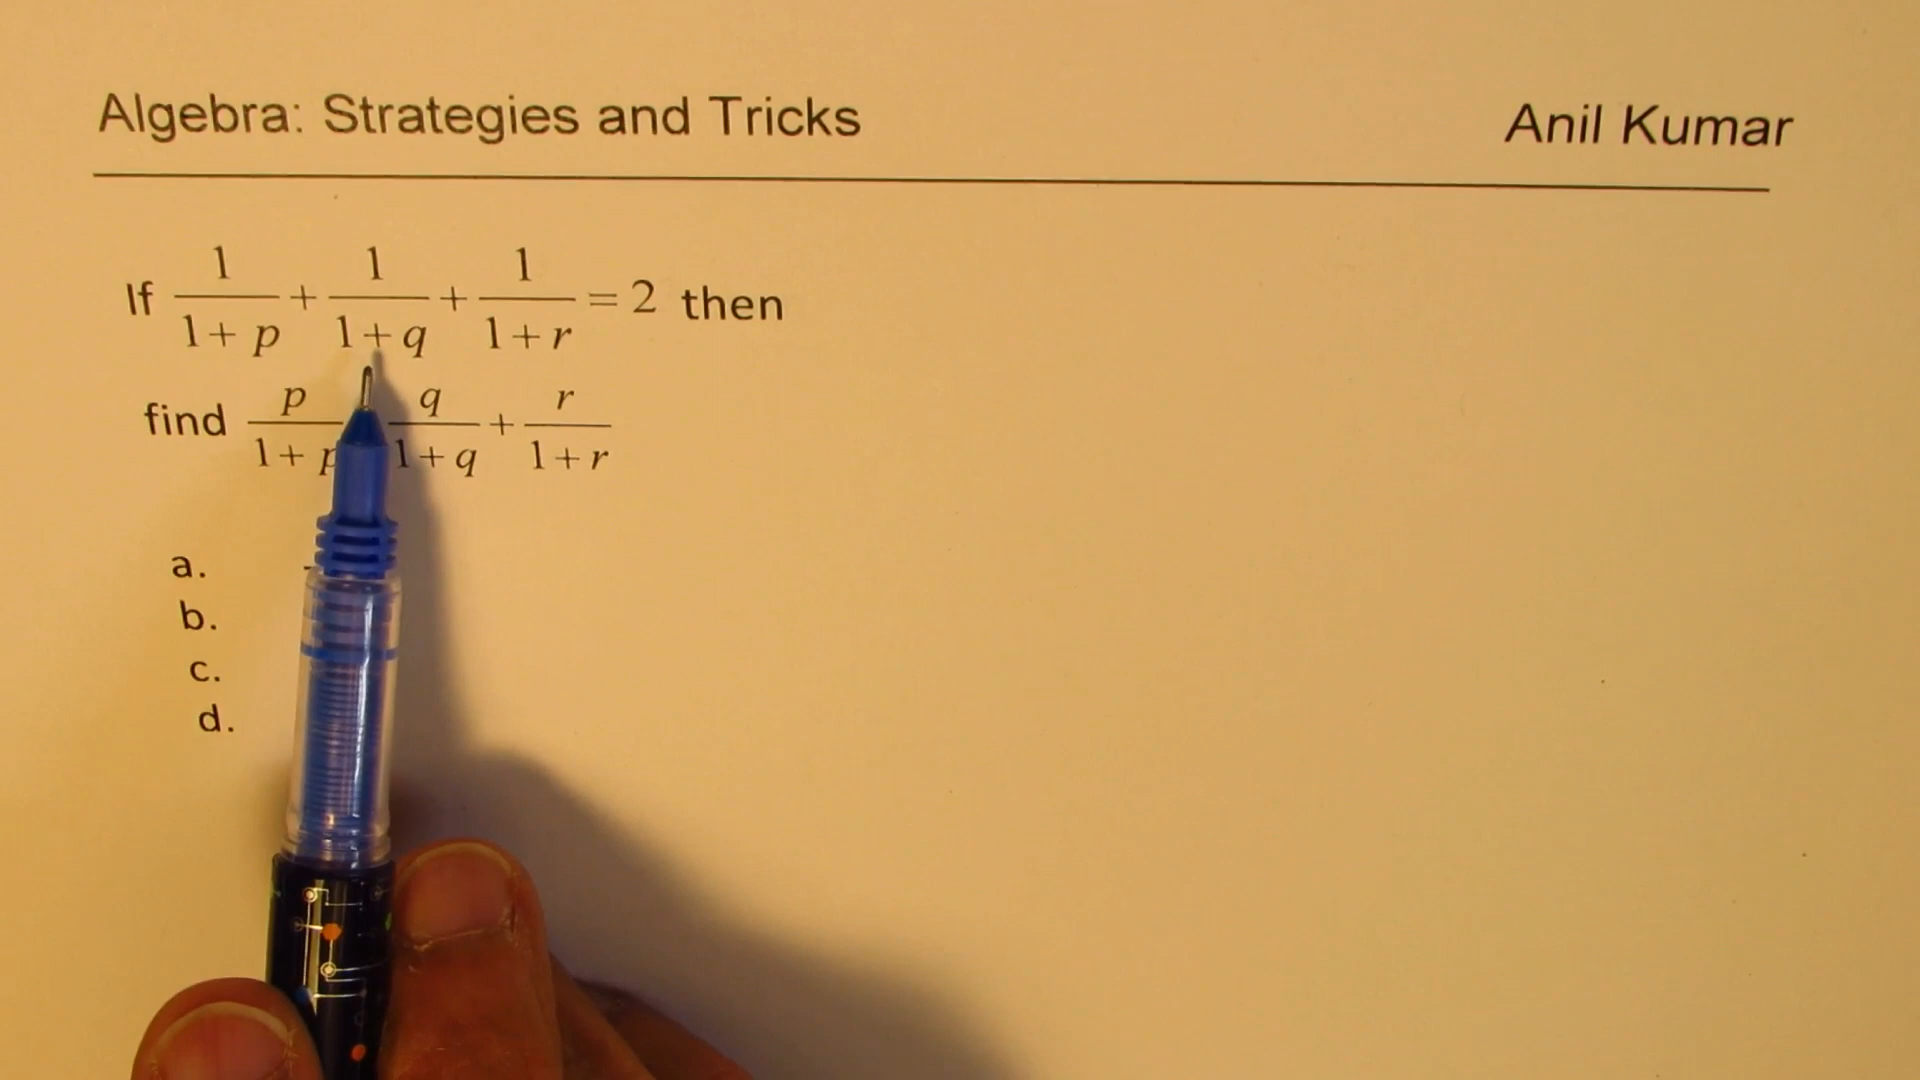 Algebra: Strategies and Tricks
Anil Kumar
If 1/(1+p) + 1/(1+q) + 1/(1+r) = 2 then
find p/(1+p) q/(1+q) + r/(1+r)
a.
b.
c.
d.